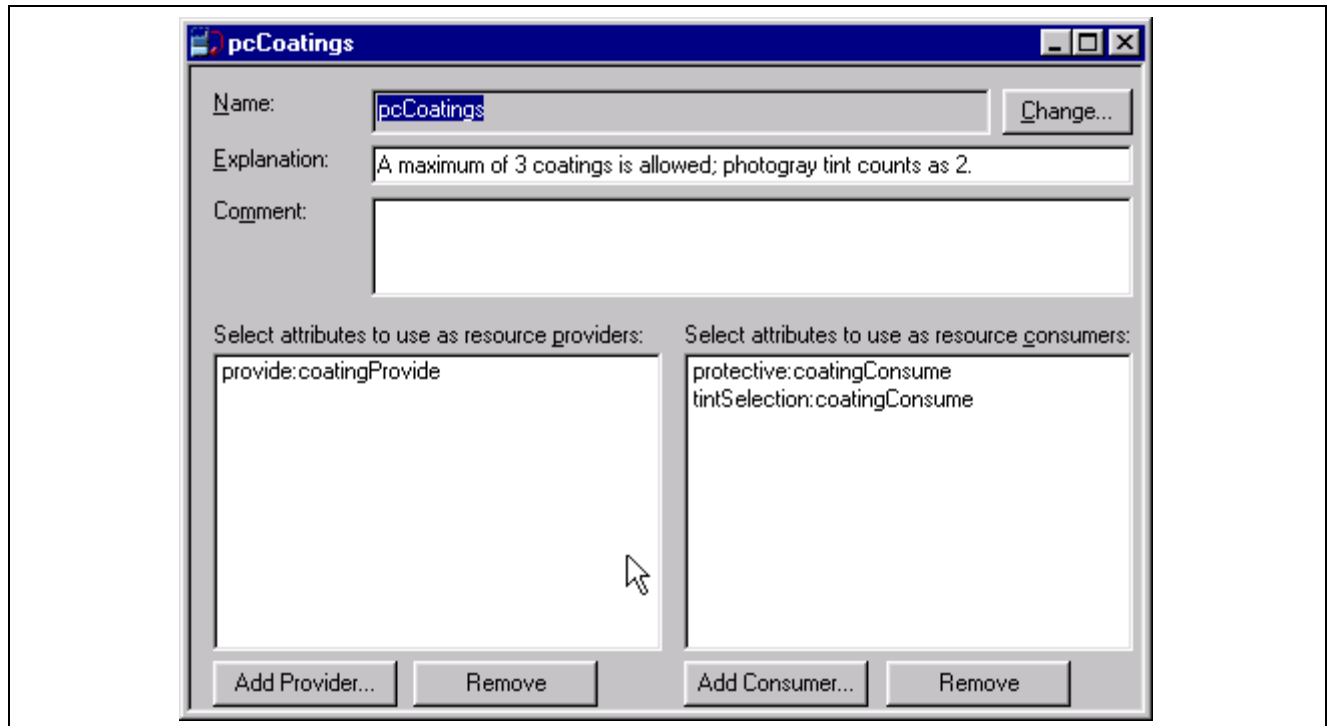 pcCoatings
Name: pcCoatings Change...
Explanation: A maximum of 3 coatings is allowed; photogray tint counts as 2.
Comment:
Select attributes to use as resource providers: Select attributes to use as resource consumers:
provide:coatingProvide protective:coatingConsume
tintSelection:coatingConsume
Add Provider... Remove Add Consumer... Remove